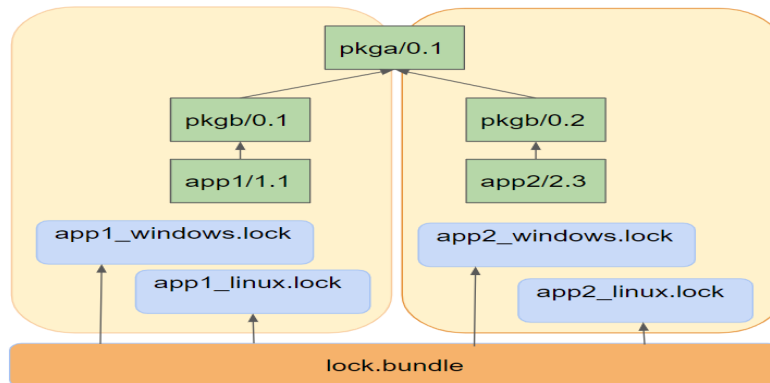 pkga/0.1
pkgb/0.1
pkgb/0.2
app1/1.1
app2/2.3
app1_windows.lock
app2_windows.lock
app1_linux.lock
app2_linux.lock
lock.bundle